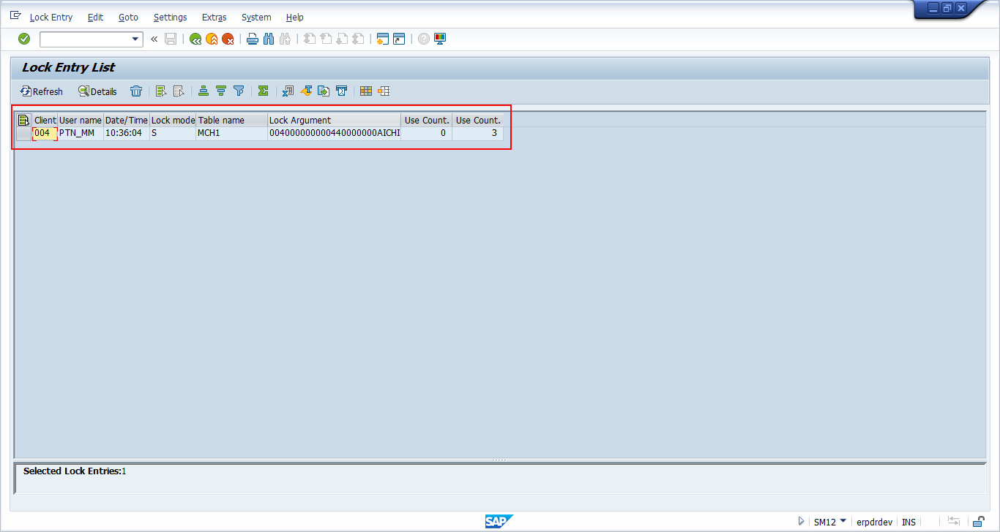 Lock Entry Edit Goto Settings Extras System Help
Lock Entry List
Refresh Details
Client User name Date/Time Lock mode Table name Lock Argument Use Count. Use Count.
004 PTN_MM 10:36:04 S MCH1 004000000000440000000AICHI 0 3
Selected Lock Entries:1
SAP SM12 erpdrdev INS